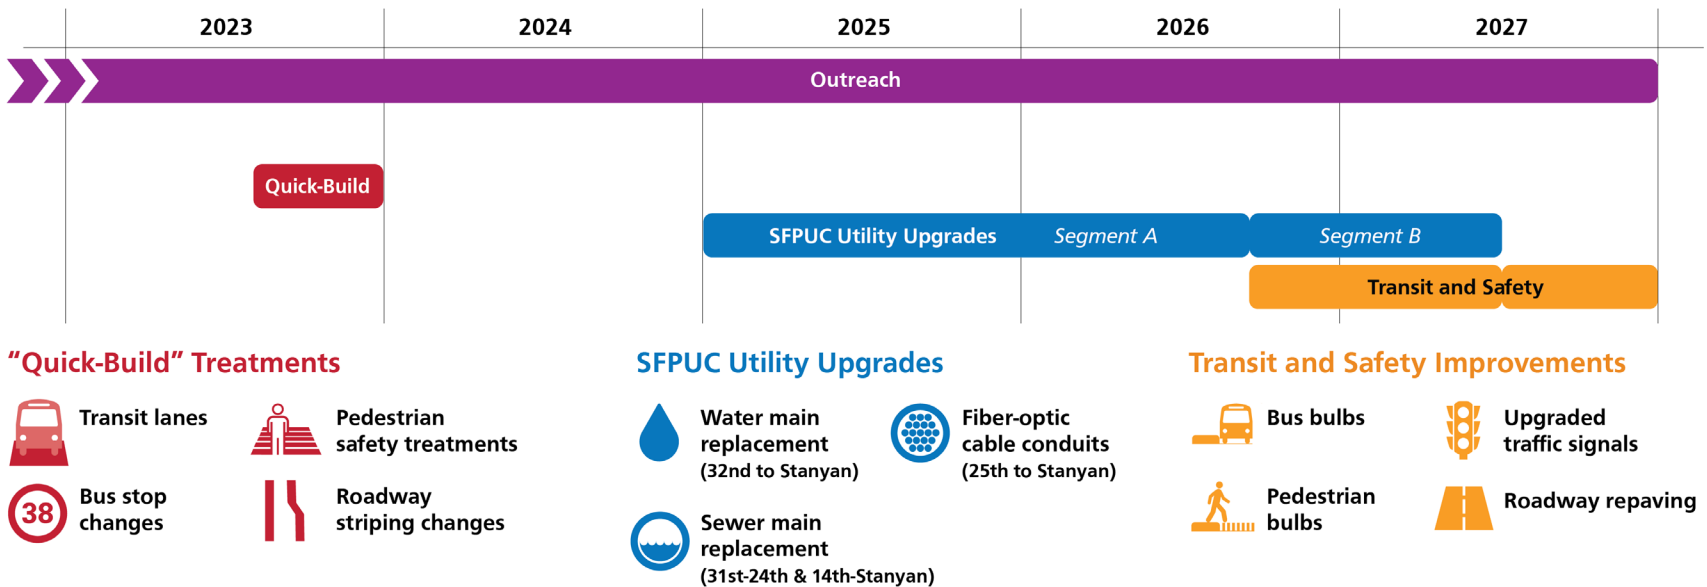 2023
2024
2025
2026
2027
Outreach
Quick-Build
SFPUC Utility Upgrades
Segment A
Segment B
Transit and Safety
“Quick-Build” Treatments
Transit lanes
Pedestrian
safety treatments
38
Bus stop
changes
Roadway
striping changes
SFPUC Utility Upgrades
Water main
replacement
(32nd to Stanyan)
Fiber-optic
cable conduits
(25th to Stanyan)
Sewer main
replacement
(31st-24th & 14th-Stanyan)
Transit and Safety Improvements
Bus bulbs
Upgraded
traffic signals
Pedestrian
bulbs
Roadway repaving